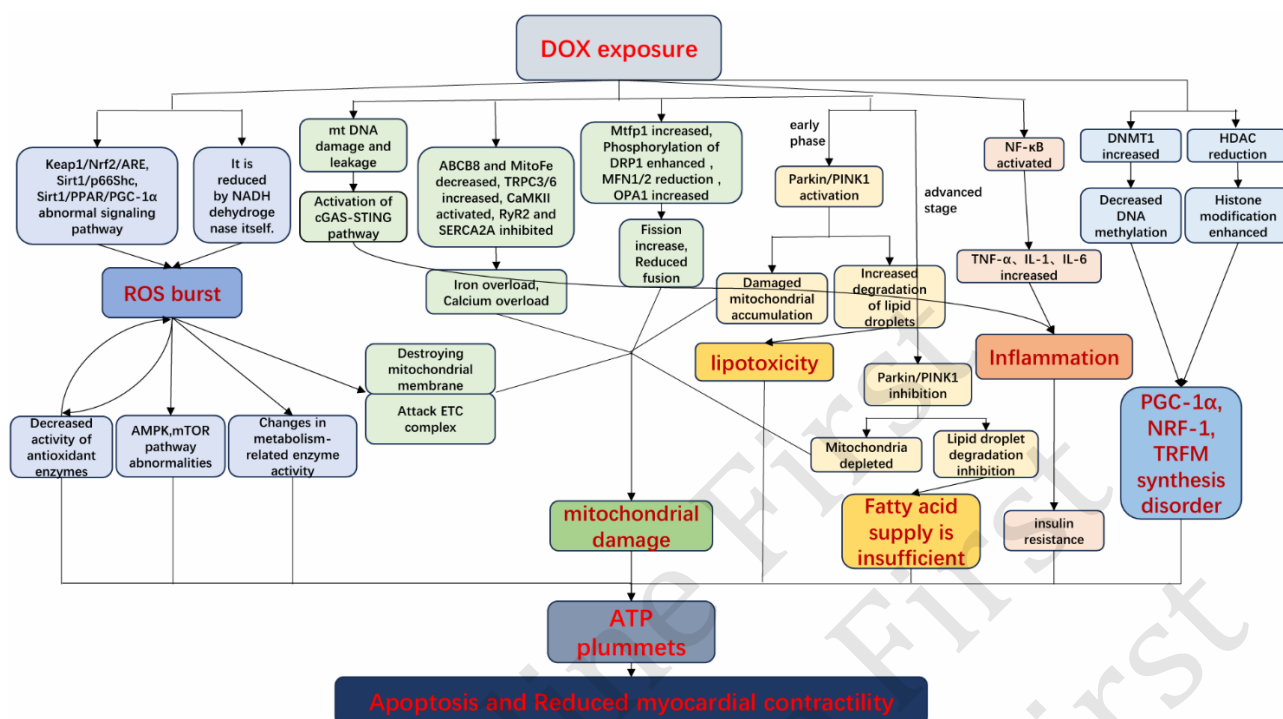 DOX exposure
Keap1/Nrf2/ARE,
Sirt1/p66Shc,
Sirt1/PPAR/PGC-1α
abnormal signaling
pathway
It is
reduced by
NADH
dehydroge
nase itself.
mt DNA
damage and
leakage
Activation of
cGAS-STING
pathway
ABCB8 and MitoFe
decreased, TRPC3/6
increased, CaMKII
activated, RyR2 and
SERCA2A inhibited
Mtfp1 increased,
Phosphorylation of
DRP1 enhanced ,
MFN1/2 reduction ,
OPA1 increased
early
phase
Parkin/PINK1
activation
advanced
stage
NF-κB
activated
DNMT1
increased
HDAC
reduction
Decreased
DNA
methylation
Histone
modification
enhanced
TNF-α、IL-1、IL-6
increased
Fission
increase,
Reduced
fusion
Iron overload,
Calcium overload
Damaged
mitochondrial
accumulation
Increased
degradation
of lipid
droplets
ROS burst
lipotoxicity
Inflammation
Destroying
mitochondrial
membrane
Attack ETC
complex
Parkin/PINK1
inhibition
Decreased
activity of
antioxidant
enzymes
AMPK,mTOR
pathway
abnormalities
Changes in
metabolism-
related enzyme
activity
Mitochondria
depleted
Lipid droplet
degradation
inhibition
PGC-1α,
NRF-1,
TRFM
synthesis
disorder
mitochondrial
damage
Fatty acid
supply is
insufficient
insulin
resistance
ATP
plummets
Apoptosis and Reduced myocardial contractility
line First
First
First